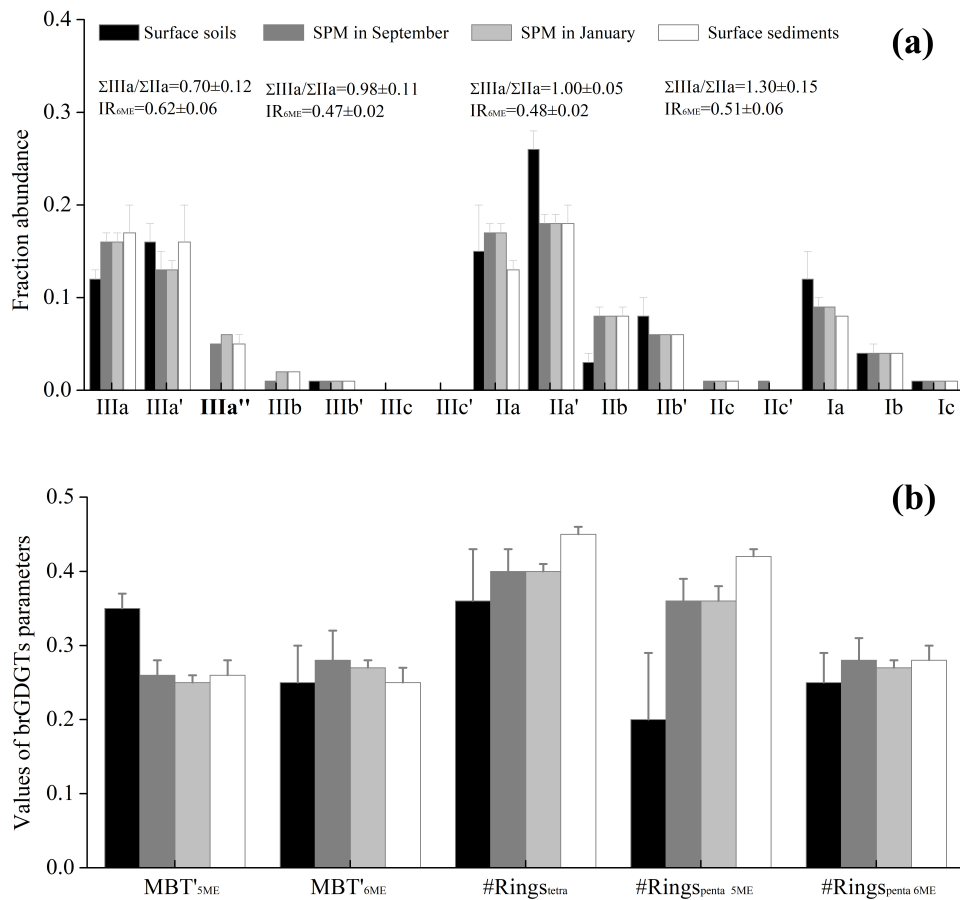 Surface soils SPM in September SPM in January Surface sediments
(a)
ΣIIIa/ΣIIa=0.70±0.12 ΣIIIa/ΣIIa=0.98±0.11 ΣIIIa/ΣIIa=1.00±0.05 ΣIIIa/ΣIIa=1.30±0.15
IR6ME=0.62±0.06 IR6ME=0.47±0.02 IR6ME=0.48±0.02 IR6ME=0.51±0.06
Fraction abundance
0.4
0.3
0.2
0.1
0.0
IIIa IIIa' IIIa'' IIIb IIIb' IIIc IIIc' IIa IIa' IIb IIb' IIc IIc' Ia Ib Ic
(b)
Values of brGDGTs parameters
0.5
0.4
0.3
0.2
0.1
0.0
MBT'5ME MBT'6ME #Ringstetra #Ringspenta 5ME #Ringspenta 6ME